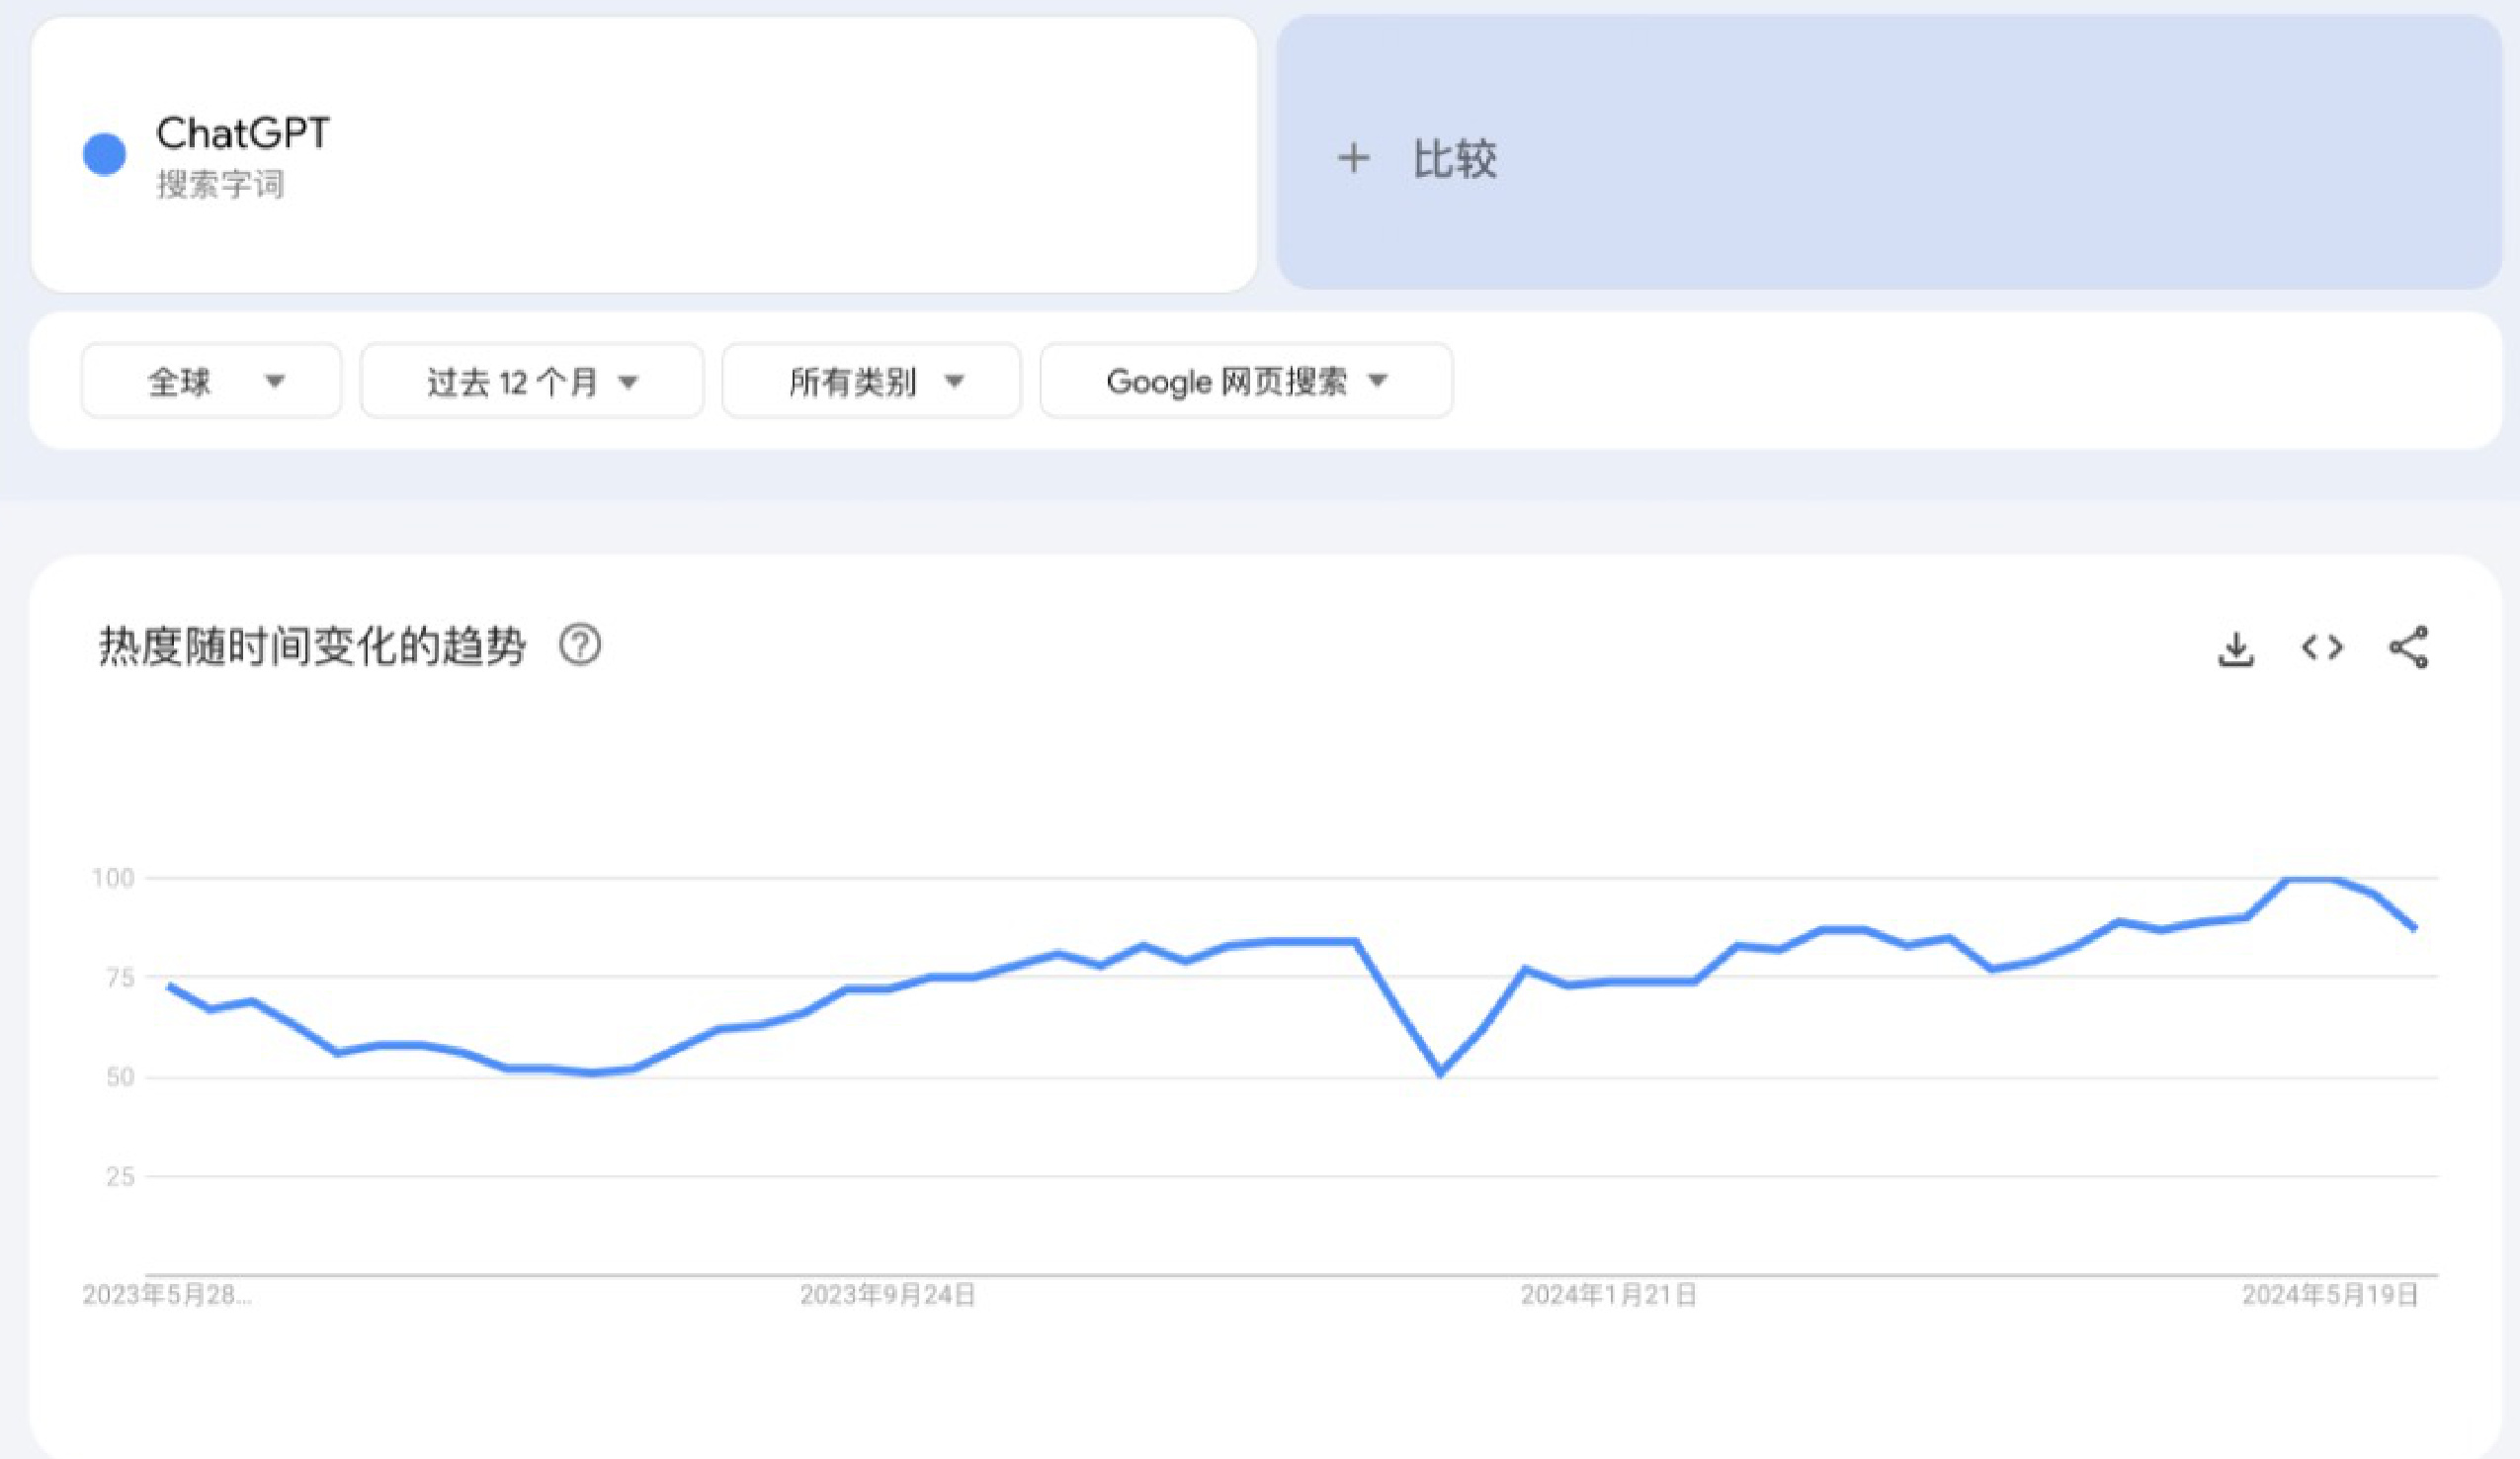 ChatGPT
搜索字词
+ 比较
全球 过去 12 个月 所有类别 Google 网页搜索
热度随时间变化的趋势
100
75
50
25
2023年5月28... 2023年9月24日 2024年1月21日 2024年5月19日